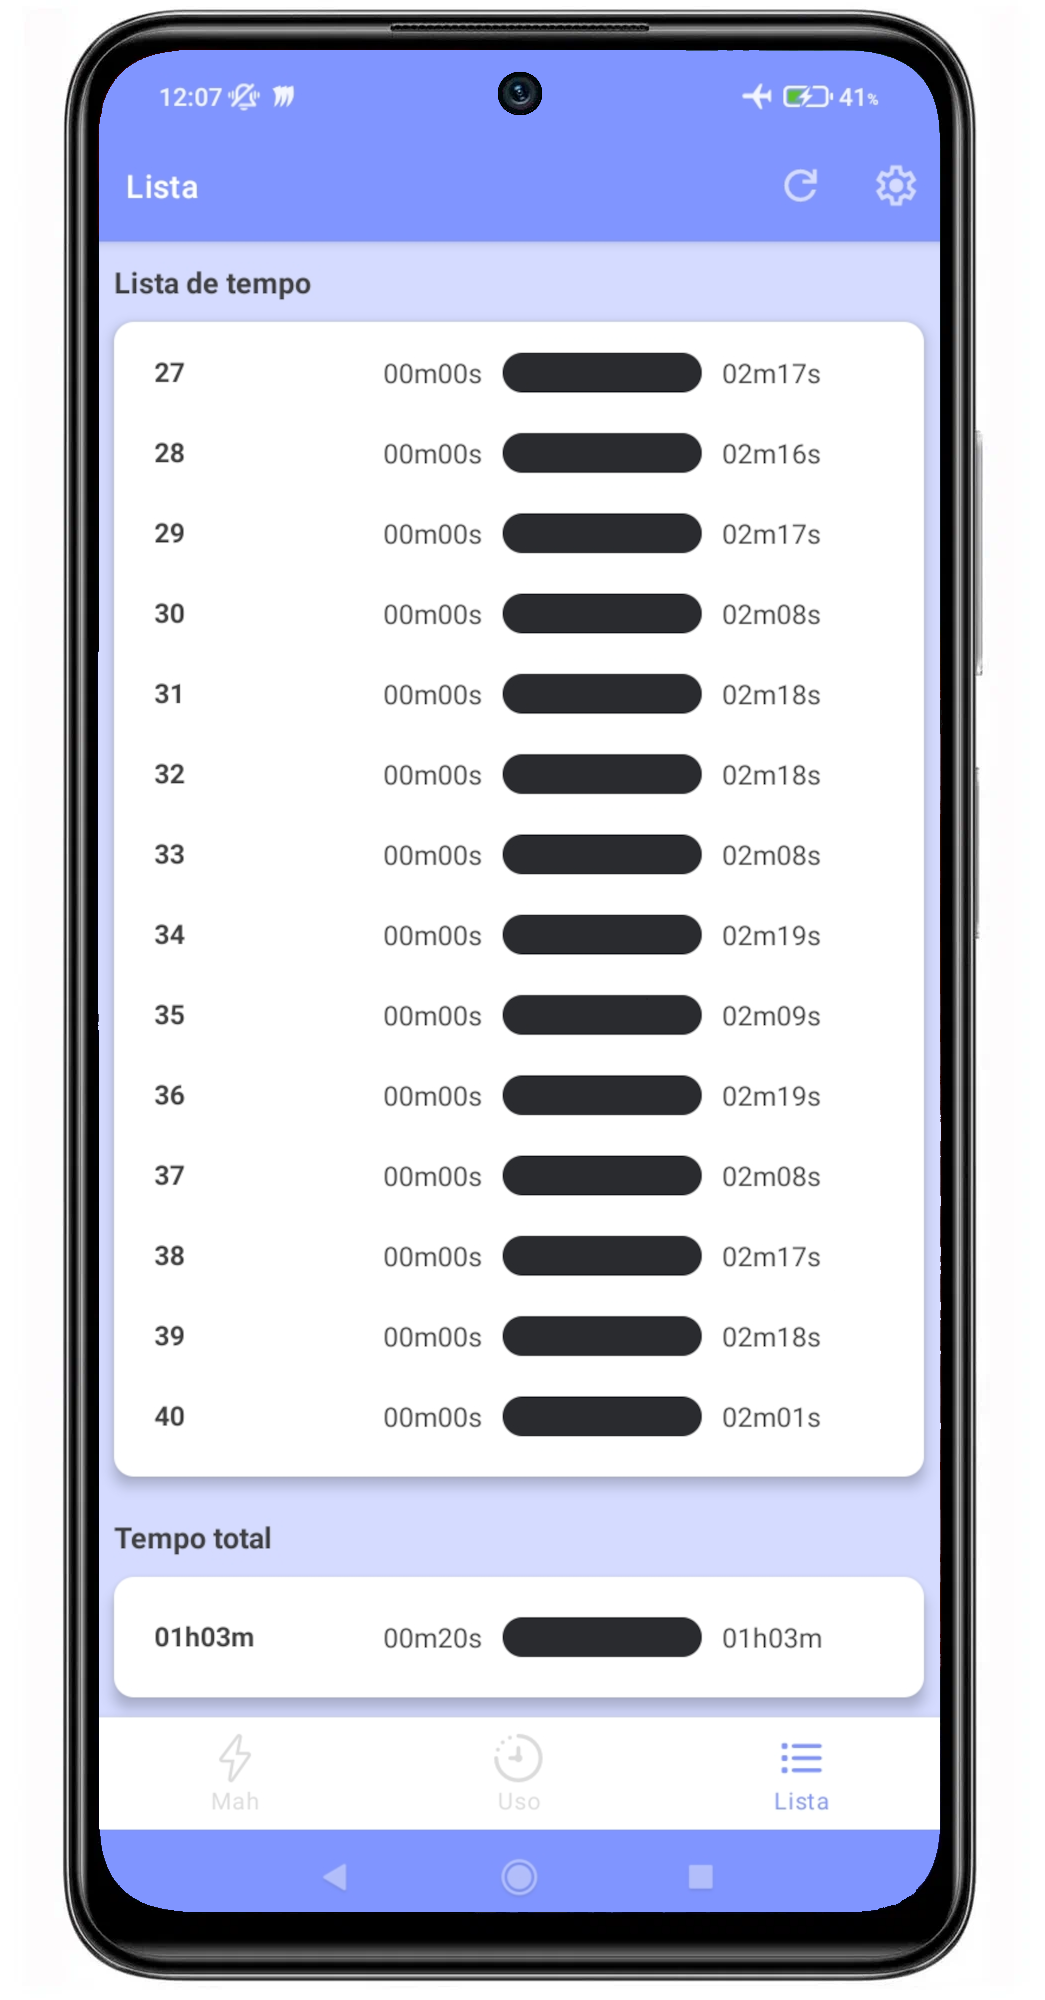 12:07 41%
Lista
Lista de tempo
27 00m00s 02m17s
28 00m00s 02m16s
29 00m00s 02m17s
30 00m00s 02m08s
31 00m00s 02m18s
32 00m00s 02m18s
33 00m00s 02m08s
34 00m00s 02m19s
35 00m00s 02m09s
36 00m00s 02m19s
37 00m00s 02m08s
38 00m00s 02m17s
39 00m00s 02m18s
40 00m00s 02m01s
Tempo total
01h03m 00m20s 01h03m
Mah Uso Lista